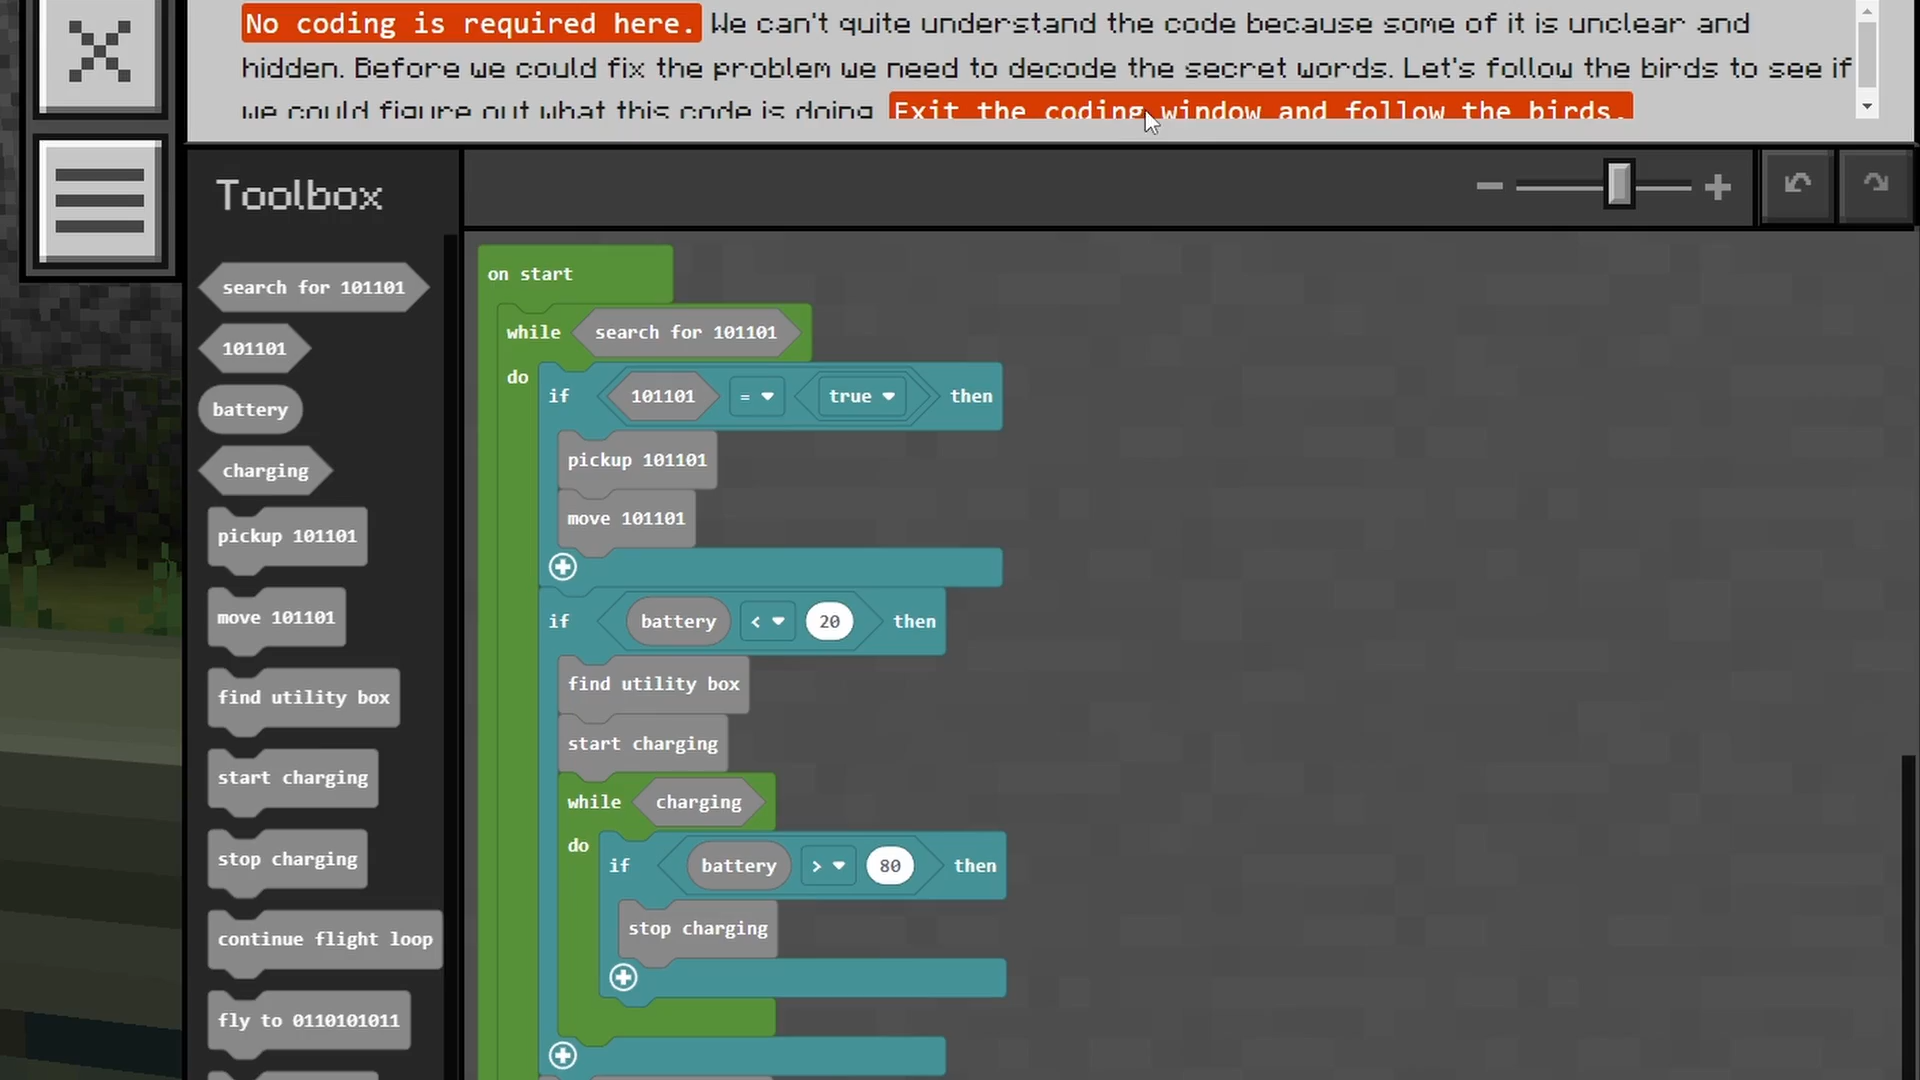 No coding is required here. We can't quite understand the code because some of it is unclear and
hidden. Before we could fix the problem we need to decode the secret words. Let's follow the birds to see if
we could figure out what this code is doing. Exit the coding window and follow the birds.
Toolbox
search for 101101
101101
battery
charging
pickup 101101
move 101101
find utility box
start charging
stop charging
continue flight loop
fly to 0110101011
on start
while search for 101101
do
if 101101 = true then
pickup 101101
move 101101
if battery < 20 then
find utility box
start charging
while charging
do
if battery > 80 then
stop charging